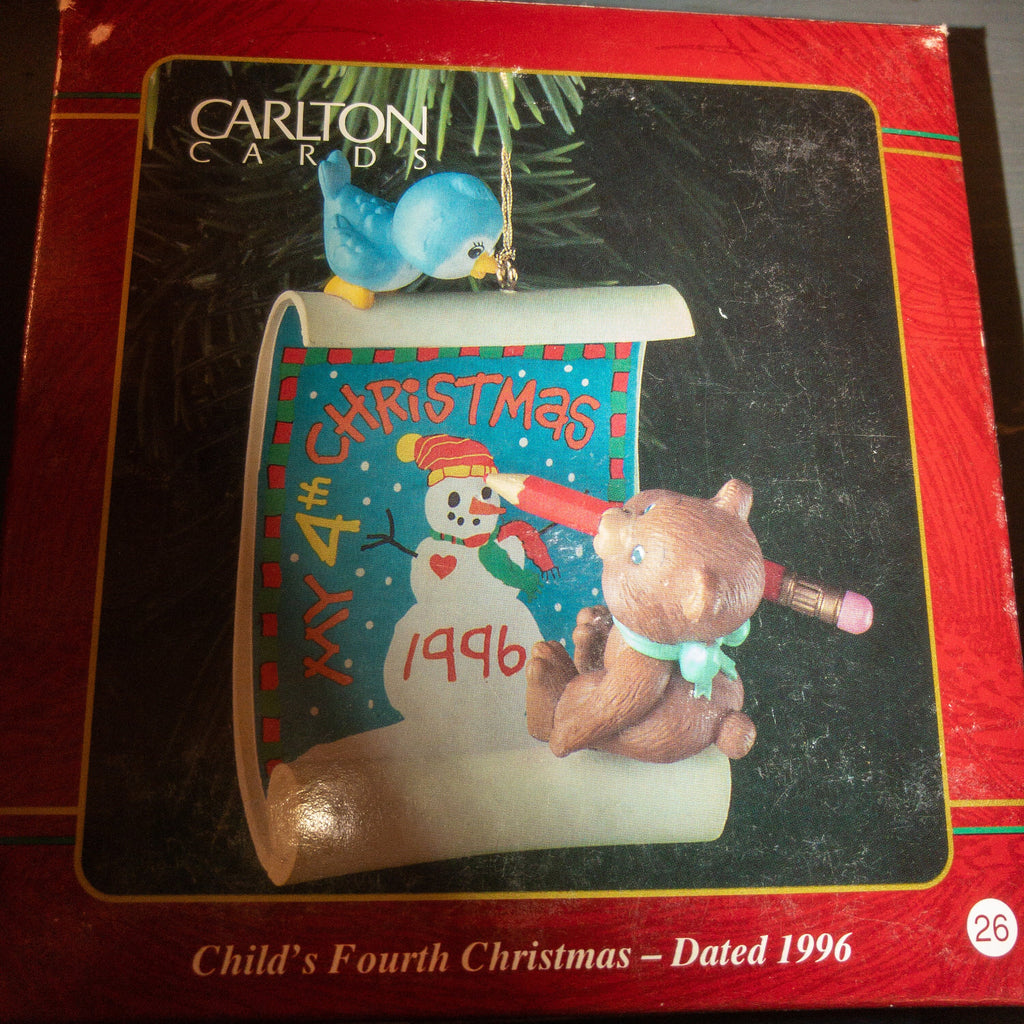 CARLTON
CARDS
MY 4th CHRiSTMas
1996
26
Child's Fourth Christmas – Dated 1996